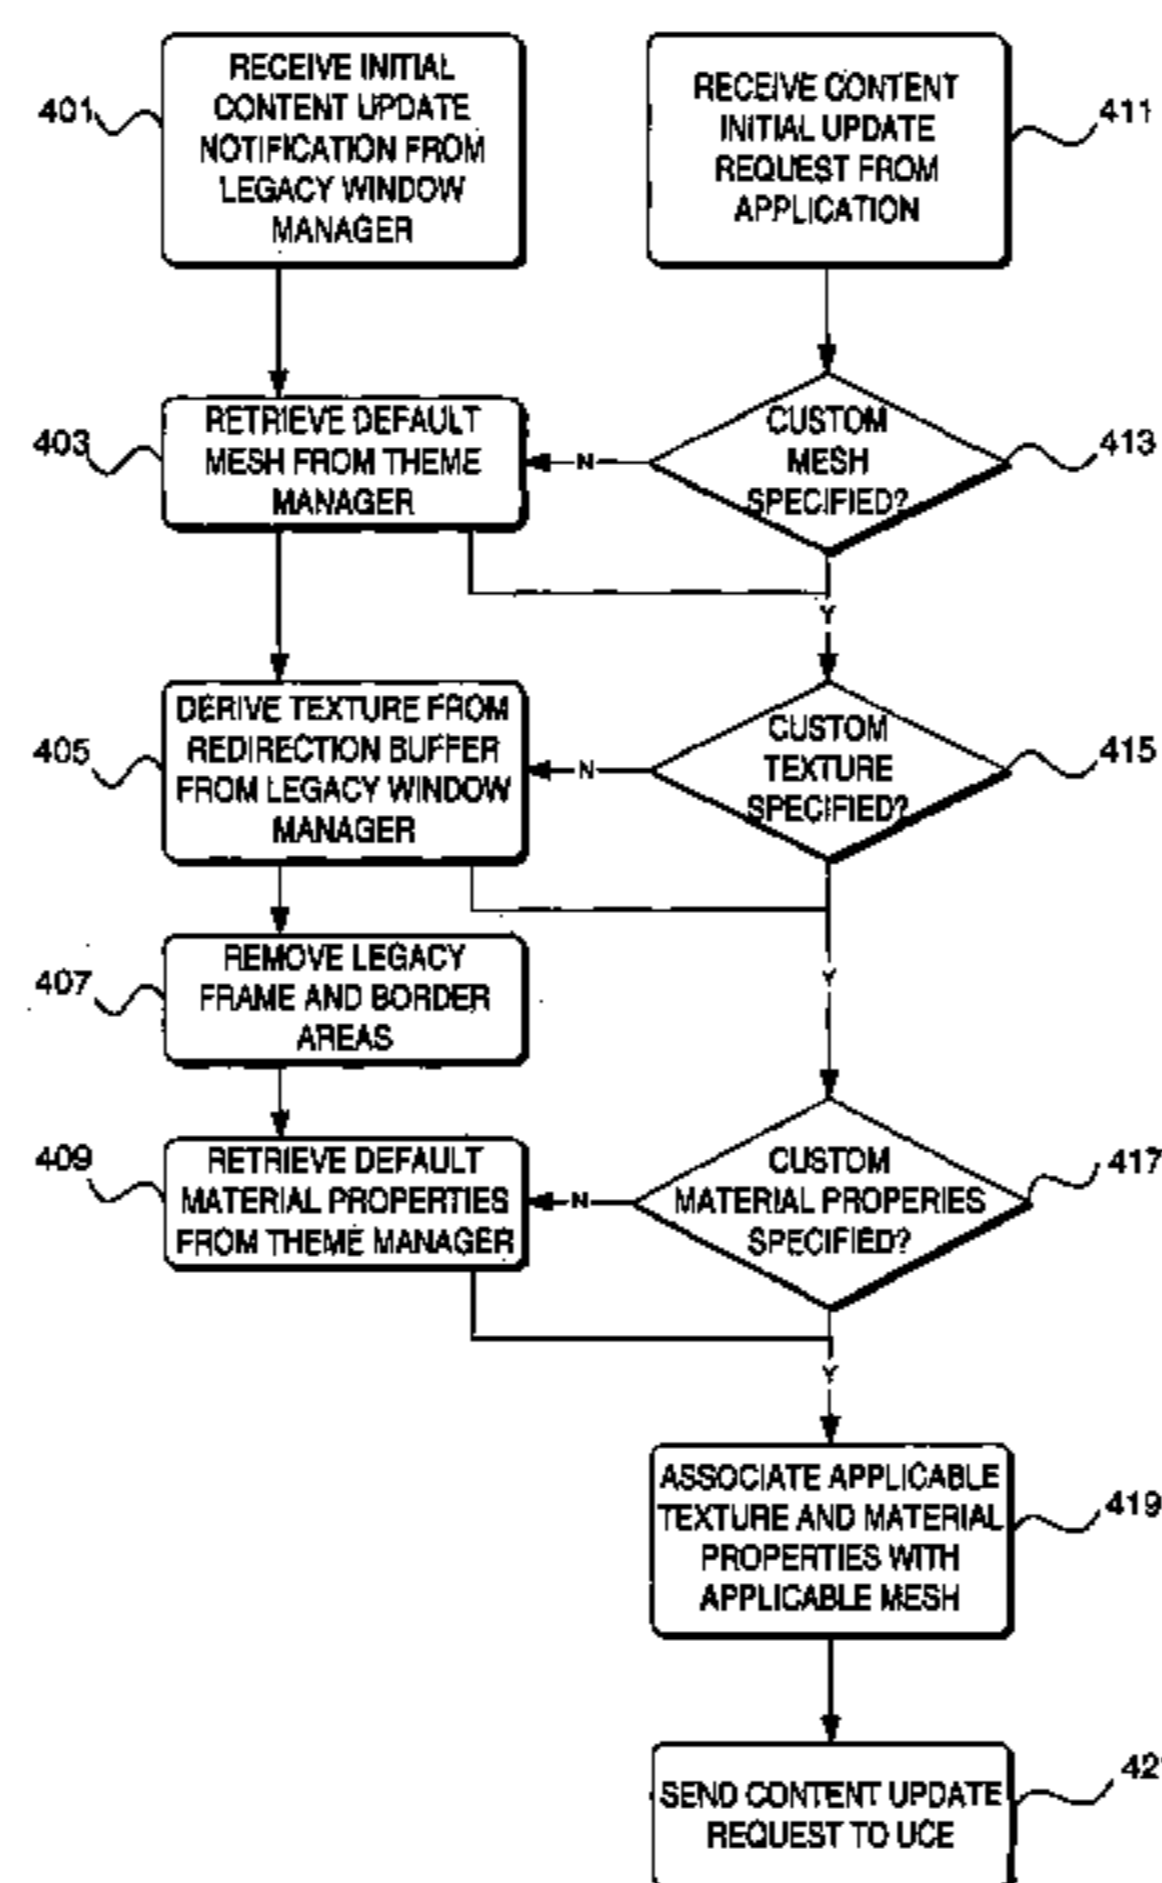 RECEIVE INITIAL
CONTENT UPDATE
NOTIFICATION FROM
LEGACY WINDOW
MANAGER
401
RECEIVE CONTENT
INITIAL UPDATE
REQUEST FROM
APPLICATION
411
RETRIEVE DEFAULT
MESH FROM THEME
MANAGER
403
N
CUSTOM
MESH
SPECIFIED?
413
Y
DERIVE TEXTURE FROM
REDIRECTION BUFFER
FROM LEGACY WINDOW
MANAGER
405
N
CUSTOM
TEXTURE
SPECIFIED?
415
Y
REMOVE LEGACY
FRAME AND BORDER
AREAS
407
RETRIEVE DEFAULT
MATERIAL PROPERTIES
FROM THEME MANAGER
409
N
CUSTOM
MATERIAL PROPERIES
SPECIFIED?
417
Y
ASSOCIATE APPLICABLE
TEXTURE AND MATERIAL
PROPERTIES WITH
APPLICABLE MESH
419
SEND CONTENT UPDATE
REQUEST TO UCE
42